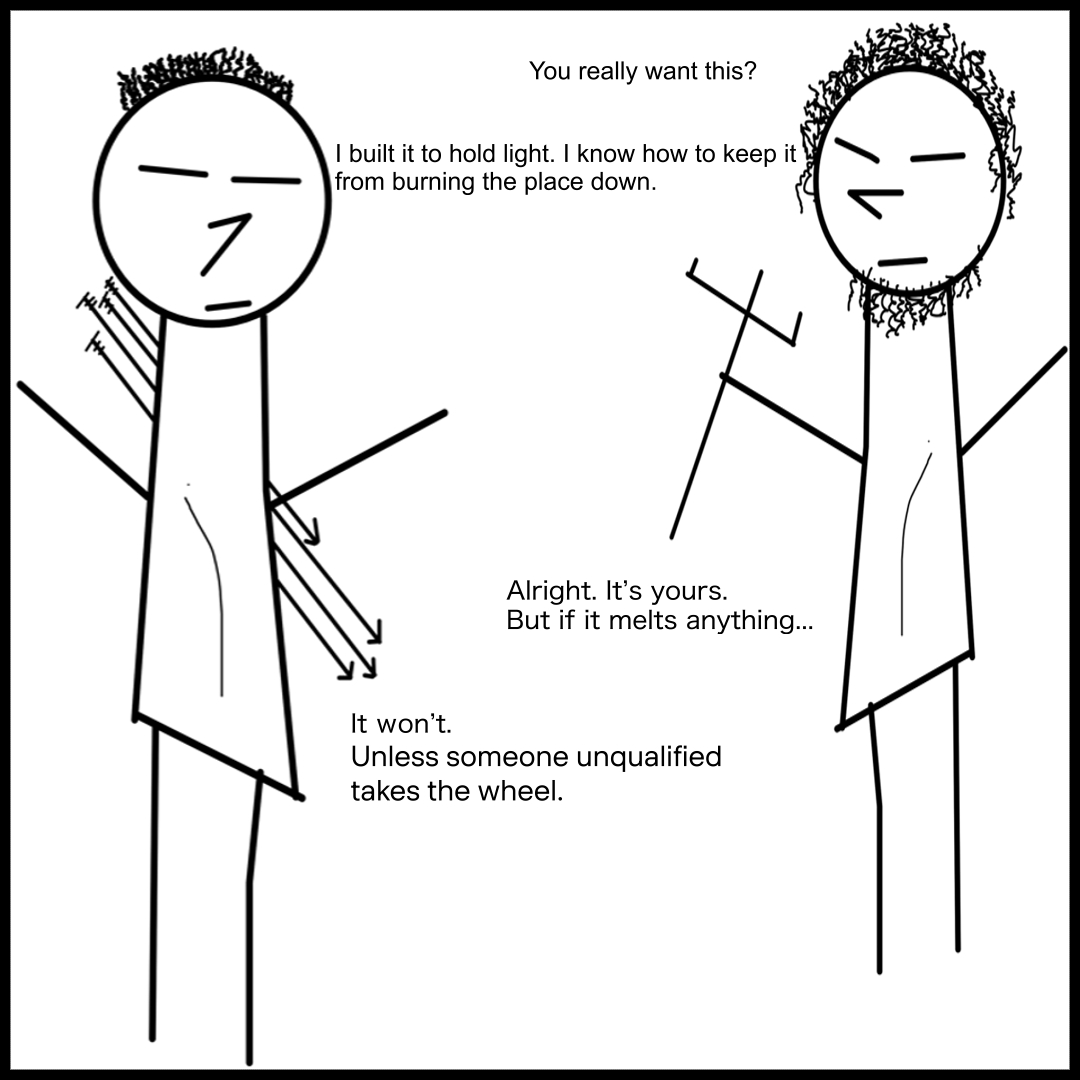 You really want this?
I built it to hold light. I know how to keep it
from burning the place down.
Alright. It’s yours.
But if it melts anything...
It won’t.
Unless someone unqualified
takes the wheel.